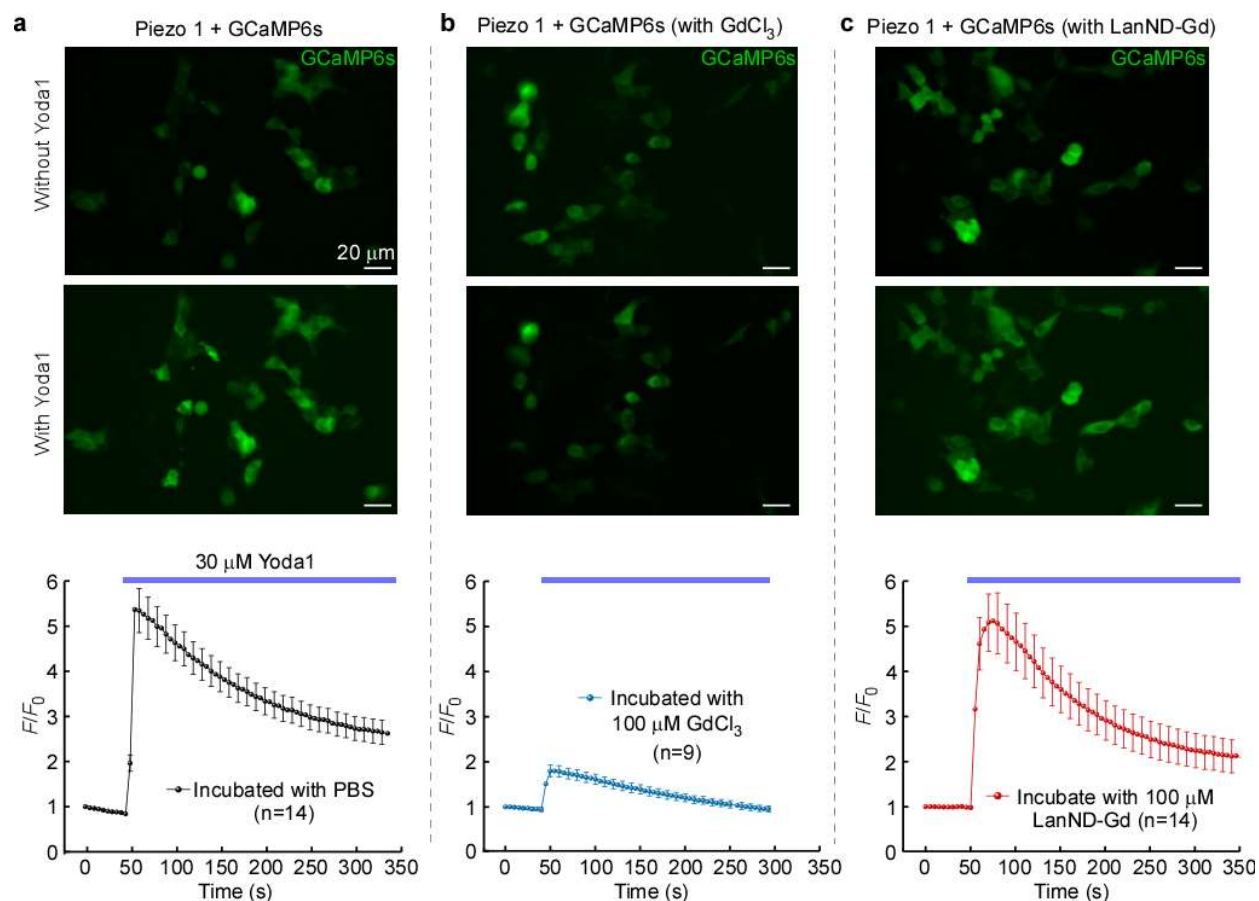 a
Piezo 1 + GCaMP6s
GCaMP6s
Without Yoda1
20 μm
With Yoda1
30 μM Yoda1
6
5
4
3
2
1
0
F/F0
Incubated with PBS
(n=14)
0 50 100 150 200 250 300 350
Time (s)
b
Piezo 1 + GCaMP6s (with GdCl3)
GCaMP6s
6
5
4
3
2
1
0
F/F0
Incubated with
100 μM GdCl3
(n=9)
0 50 100 150 200 250 300 350
Time (s)
c
Piezo 1 + GCaMP6s (with LanND-Gd)
GCaMP6s
6
5
4
3
2
1
0
F/F0
Incubate with 100 μM
LanND-Gd (n=14)
0 50 100 150 200 250 300 350
Time (s)